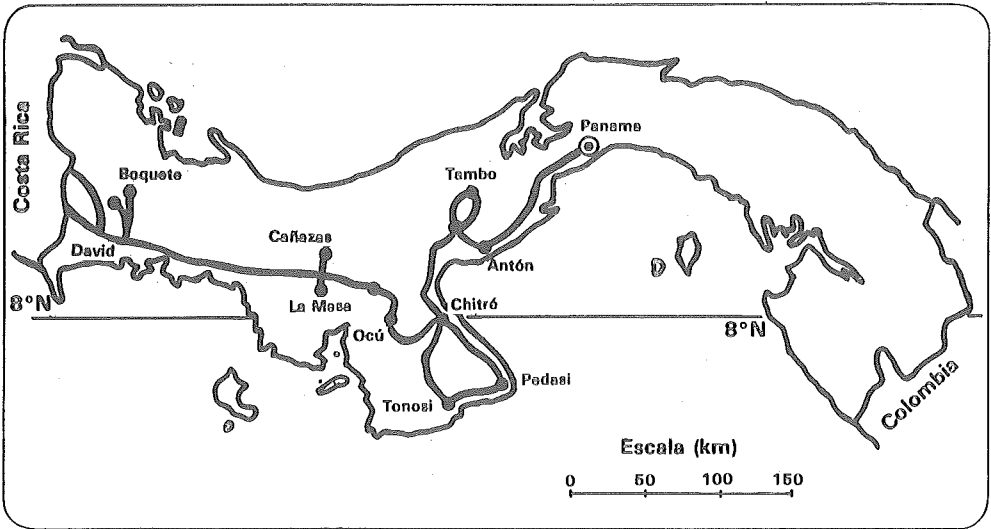 Costa Rica
Panama
Boquete
Tambo
Cañazas
David
Antón
8°N
La Mesa
Chitré
Ocú
8°N
Pedasi
Tonosi
Colombia
Escala (km)
0 50 100 150